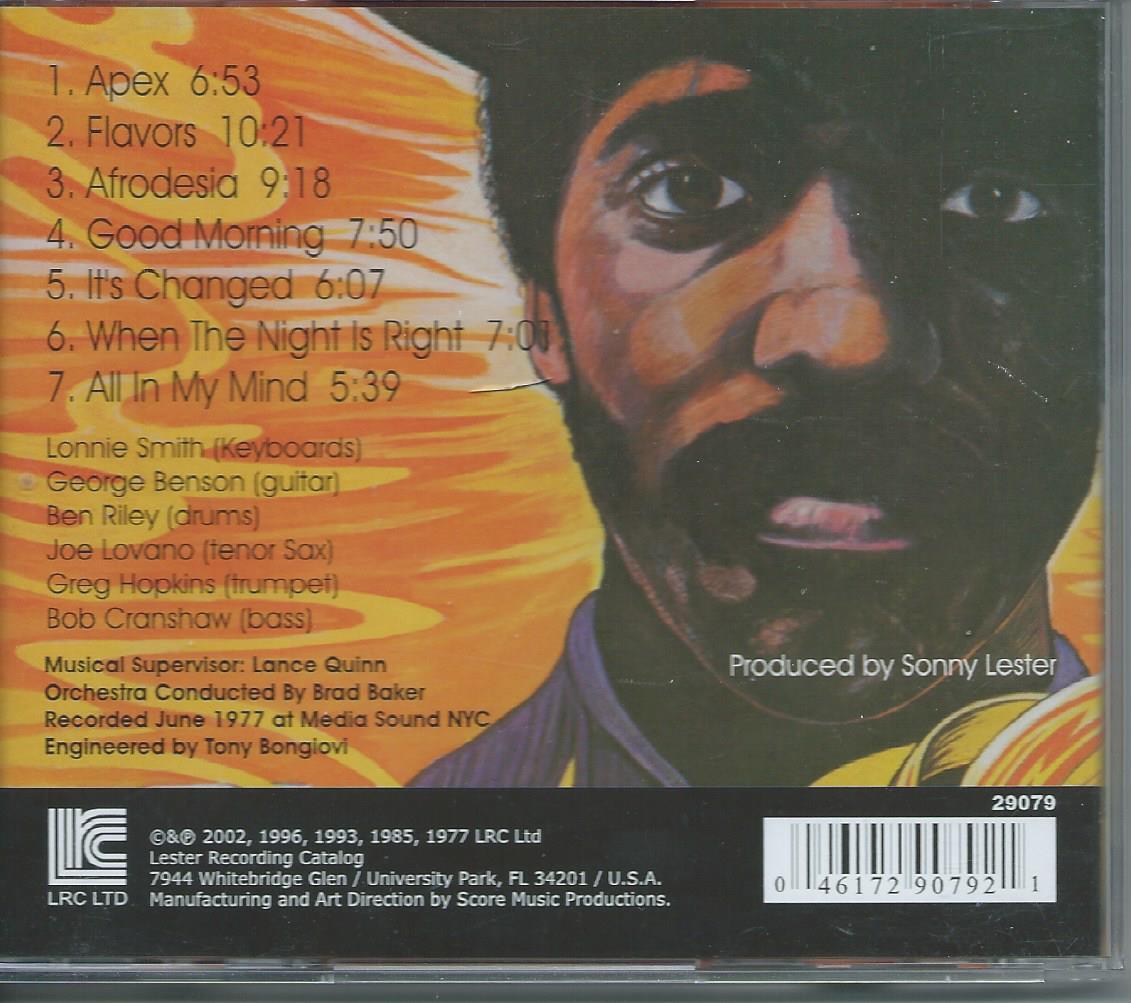 1. Apex 6:53
2. Flavors 10:21
3. Afrodesia 9:18
4. Good Morning 7:50
5. It's Changed 6:07
6. When The Night Is Right 7:01
7. All In My Mind 5:39
Lonnie Smith (Keyboards)
George Benson (guitar)
Ben Riley (drums)
Joe Lovano (tenor Sax)
Greg Hopkins (trumpet)
Bob Cranshaw (bass)
Musical Supervisor: Lance Quinn
Orchestra Conducted By Brad Baker
Recorded June 1977 at Media Sound NYC
Engineered by Tony Bongiovi
Produced by Sonny Lester
lrc
LRC LTD
©&℗ 2002, 1996, 1993, 1985, 1977 LRC Ltd
Lester Recording Catalog
7944 Whitebridge Glen / University Park, FL 34201 / U.S.A.
Manufacturing and Art Direction by Score Music Productions.
29079
0 46172 90792 1